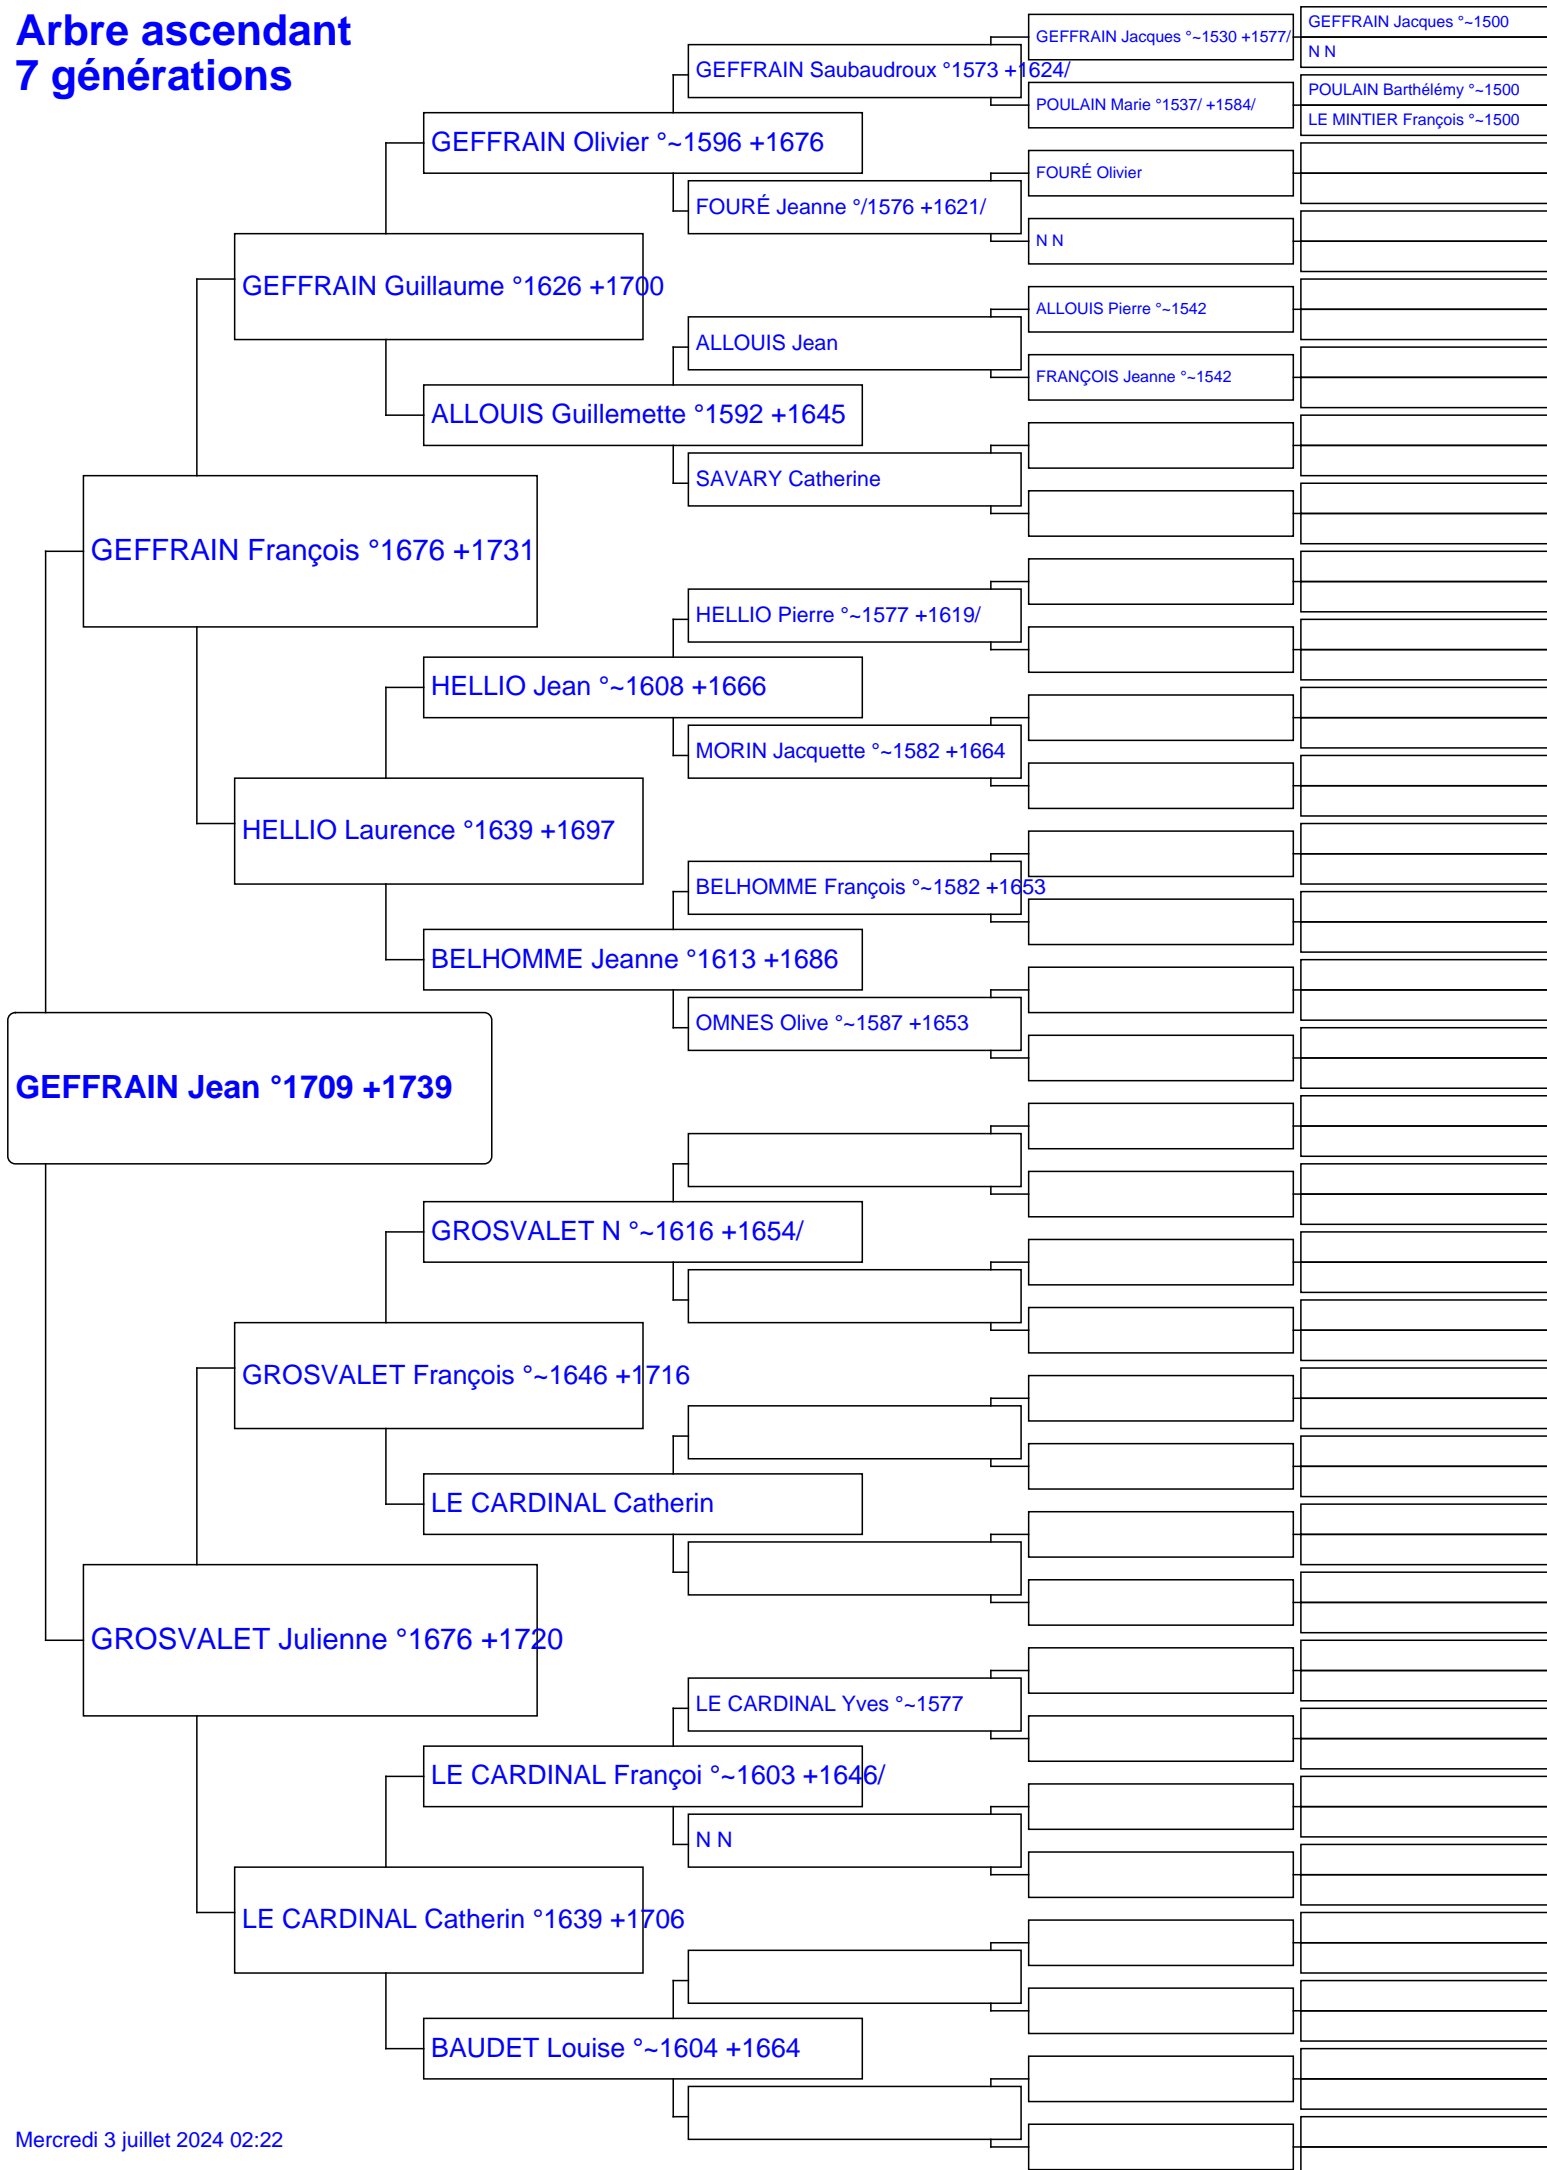 Arbre ascendant
7 générations
GEFFRAIN Jacques °~1500
GEFFRAIN Jacques °~1530 +1577/
N N
GEFFRAIN Saubaudroux °1573 +1624/
POULAIN Barthélémy °~1500
POULAIN Marie °1537/ +1584/
LE MINTIER François °~1500
GEFFRAIN Olivier °~1596 +1676
FOURÉ Olivier
FOURÉ Jeanne °/1576 +1621/
N N
GEFFRAIN Guillaume °1626 +1700
ALLOUIS Pierre °~1542
ALLOUIS Jean
FRANÇOIS Jeanne °~1542
ALLOUIS Guillemette °1592 +1645
SAVARY Catherine
GEFFRAIN François °1676 +1731
HELLIO Pierre °~1577 +1619/
HELLIO Jean °~1608 +1666
MORIN Jacquette °~1582 +1664
HELLIO Laurence °1639 +1697
BELHOMME François °~1582 +1653
BELHOMME Jeanne °1613 +1686
OMNES Olive °~1587 +1653
GEFFRAIN Jean °1709 +1739
GROSVALET N °~1616 +1654/
GROSVALET François °~1646 +1716
LE CARDINAL Catherin
GROSVALET Julienne °1676 +1720
LE CARDINAL Yves °~1577
LE CARDINAL Françoi °~1603 +1646/
N N
LE CARDINAL Catherin °1639 +1706
BAUDET Louise °~1604 +1664
Mercredi 3 juillet 2024 02:22